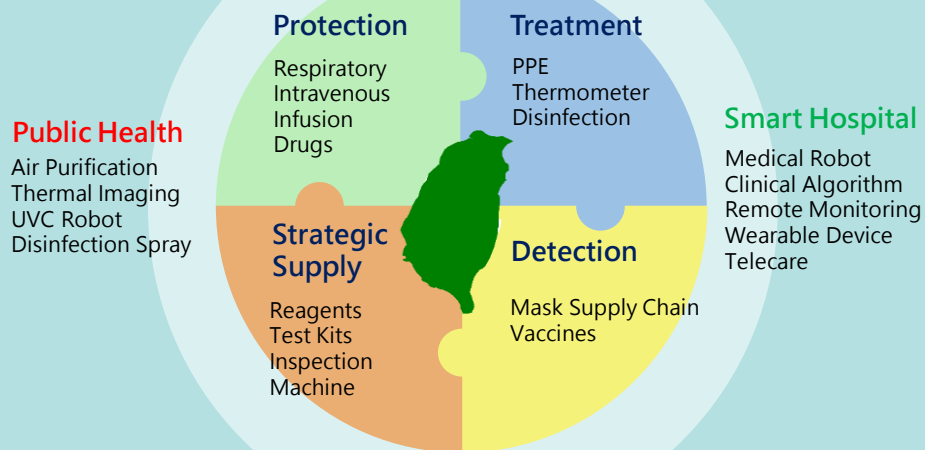 Protection
Respiratory
Intravenous
Infusion
Drugs
Treatment
PPE
Thermometer
Disinfection
Public Health
Air Purification
Thermal Imaging
UVC Robot
Disinfection Spray
Smart Hospital
Medical Robot
Clinical Algorithm
Remote Monitoring
Wearable Device
Telecare
Strategic
Supply
Reagents
Test Kits
Inspection
Machine
Detection
Mask Supply Chain
Vaccines